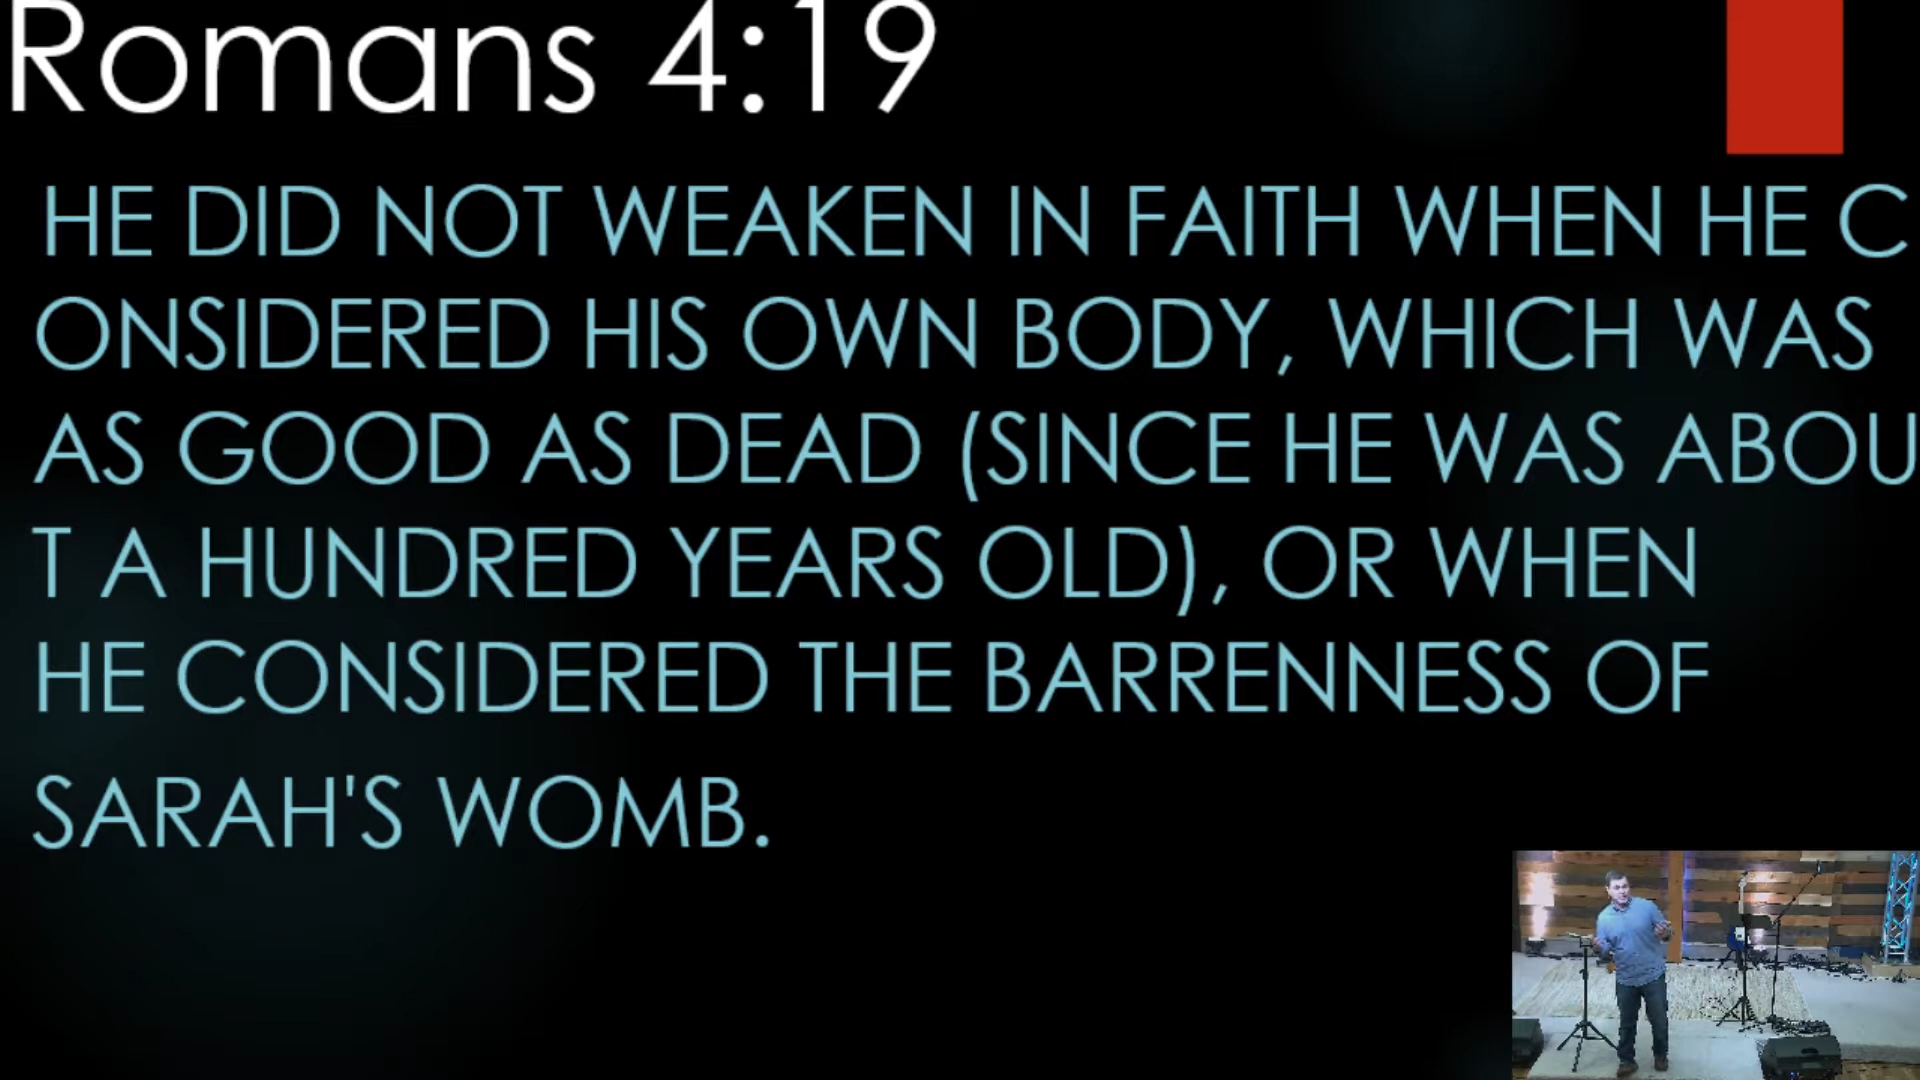 Romans 4:19
HE DID NOT WEAKEN IN FAITH WHEN HE C
ONSIDERED HIS OWN BODY, WHICH WAS
AS GOOD AS DEAD (SINCE HE WAS ABOU
T A HUNDRED YEARS OLD), OR WHEN
HE CONSIDERED THE BARRENNESS OF
SARAH'S WOMB.